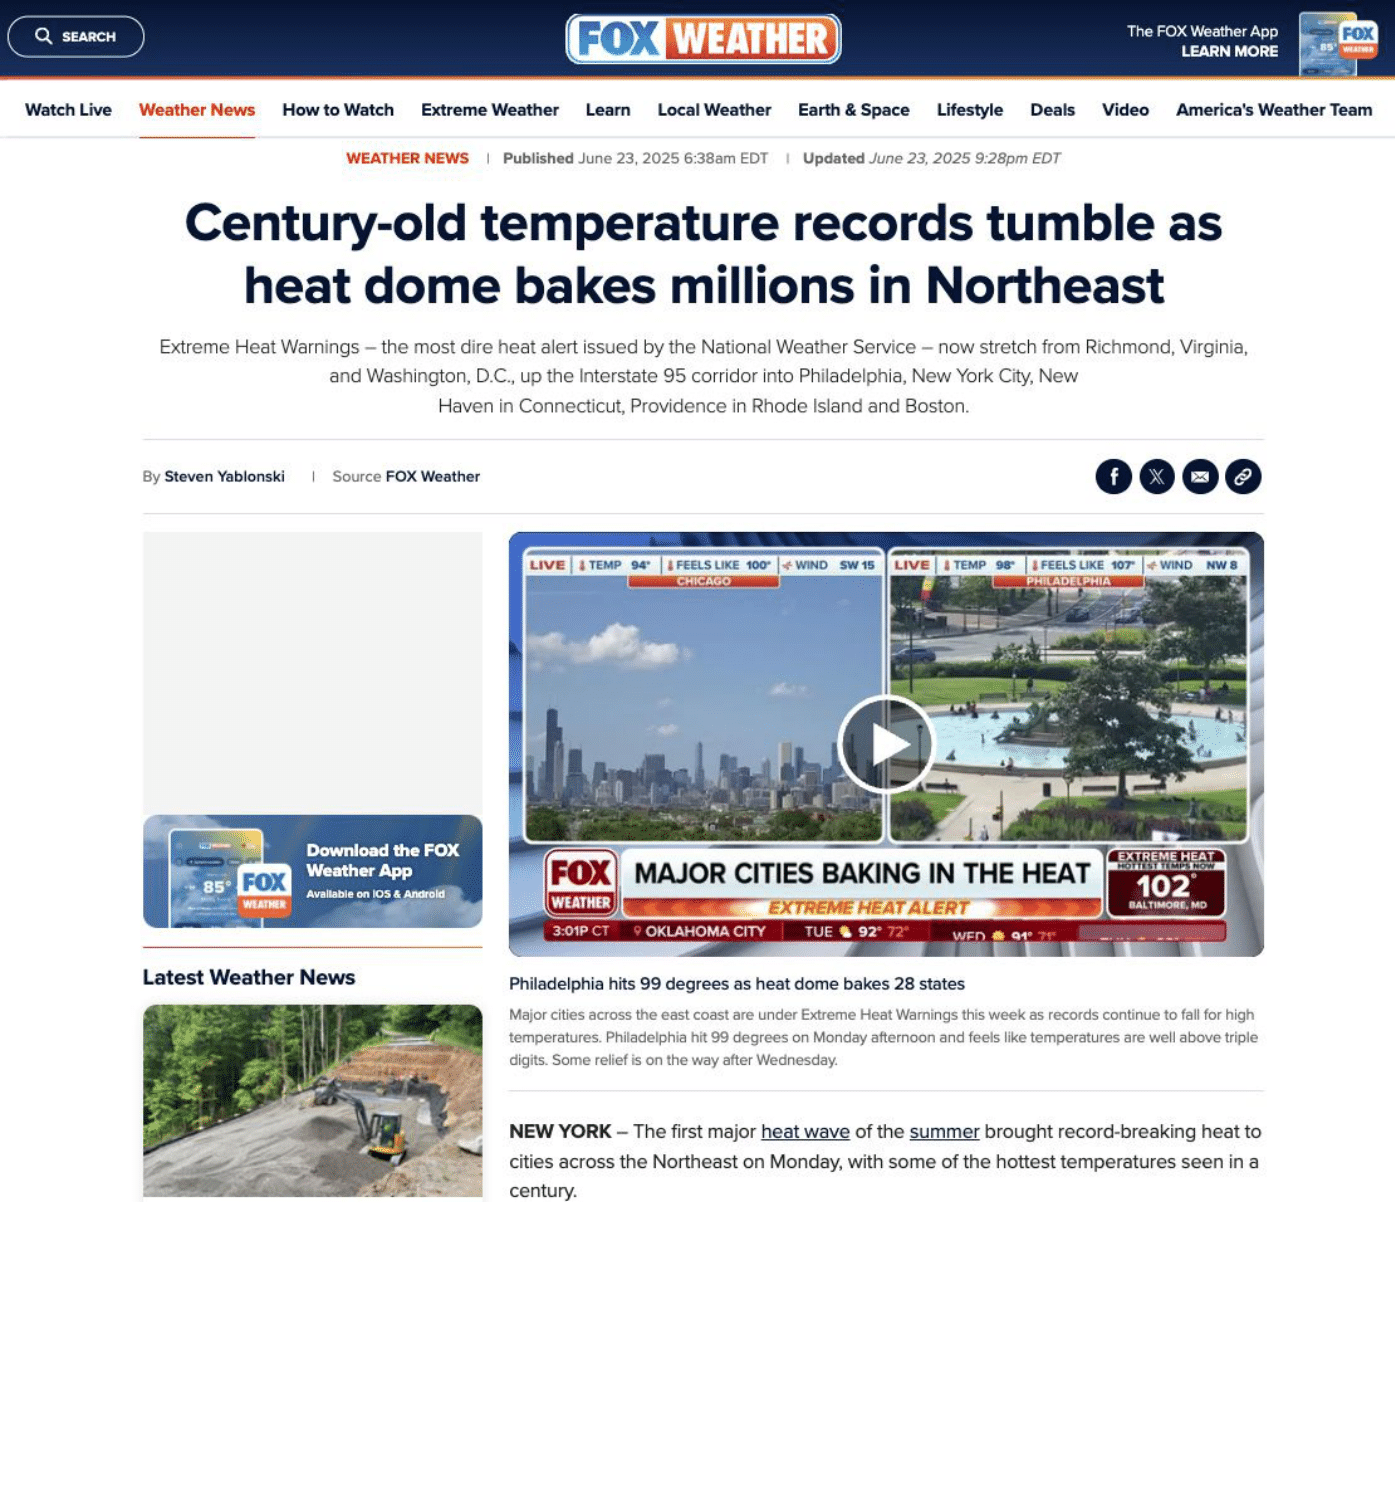 SEARCH
FOX WEATHER
The FOX Weather App
LEARN MORE
85°
FOX
WEATHER
Watch Live
Weather News
How to Watch
Extreme Weather
Learn
Local Weather
Earth & Space
Lifestyle
Deals
Video
America's Weather Team
WEATHER NEWS | Published June 23, 2025 6:38am EDT | Updated June 23, 2025 9:28pm EDT
Century-old temperature records tumble as
heat dome bakes millions in Northeast
Extreme Heat Warnings – the most dire heat alert issued by the National Weather Service – now stretch from Richmond, Virginia,
and Washington, D.C., up the Interstate 95 corridor into Philadelphia, New York City, New
Haven in Connecticut, Providence in Rhode Island and Boston.
By Steven Yablonski | Source FOX Weather
LIVE TEMP 94° FEELS LIKE 100° WIND SW 15
CHICAGO
LIVE TEMP 98° FEELS LIKE 107° WIND NW 8
PHILADELPHIA
FOX
WEATHER
MAJOR CITIES BAKING IN THE HEAT
EXTREME HEAT ALERT
EXTREME HEAT
HOTTEST TEMPS NOW
102°
BALTIMORE, MD
3:01P CT OKLAHOMA CITY TUE 92° 72° WED 91° 71°
Download the FOX
Weather App
Available on iOS & Android
85°
FOX
WEATHER
Latest Weather News
Philadelphia hits 99 degrees as heat dome bakes 28 states
Major cities across the east coast are under Extreme Heat Warnings this week as records continue to fall for high
temperatures. Philadelphia hit 99 degrees on Monday afternoon and feels like temperatures are well above triple
digits. Some relief is on the way after Wednesday.
NEW YORK – The first major heat wave of the summer brought record-breaking heat to
cities across the Northeast on Monday, with some of the hottest temperatures seen in a
century.